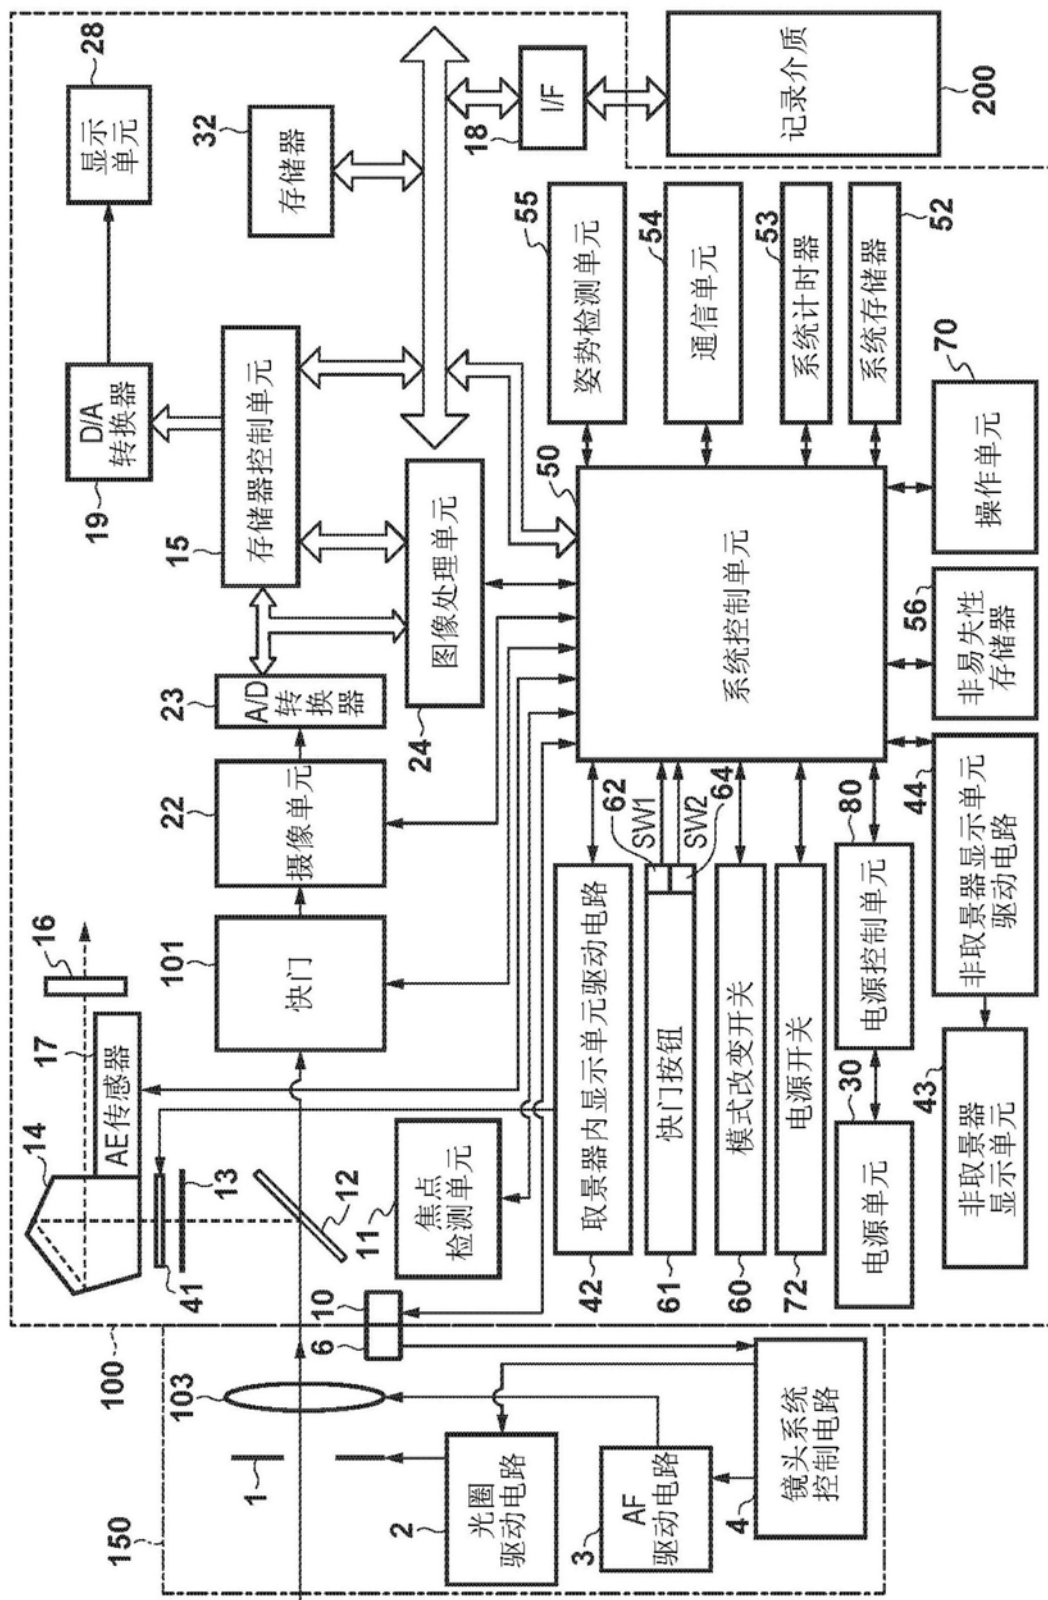 150
1
103
光圈
驱动电路
2
AF
驱动电路
3
镜头系统
控制电路
4
6
10
100
14
AE传感器
17
16
41
13
12
焦点
检测单元
11
快门
101
摄像单元
22
A/D
转换器
23
存储器控制单元
15
D/A
转换器
19
显示
单元
28
存储器
32
图像处理单元
24
I/F
18
记录介质
200
系统控制单元
50
姿势检测单元
55
通信单元
54
系统计时器
53
系统存储器
52
操作单元
70
非易失性
存储器
56
非取景器显示单元
驱动电路
44
非取景器
显示单元
43
取景器内显示单元驱动电路
42
快门按钮
61
62
SW1
SW2
64
模式改变开关
60
电源开关
72
电源控制单元
80
电源单元
30